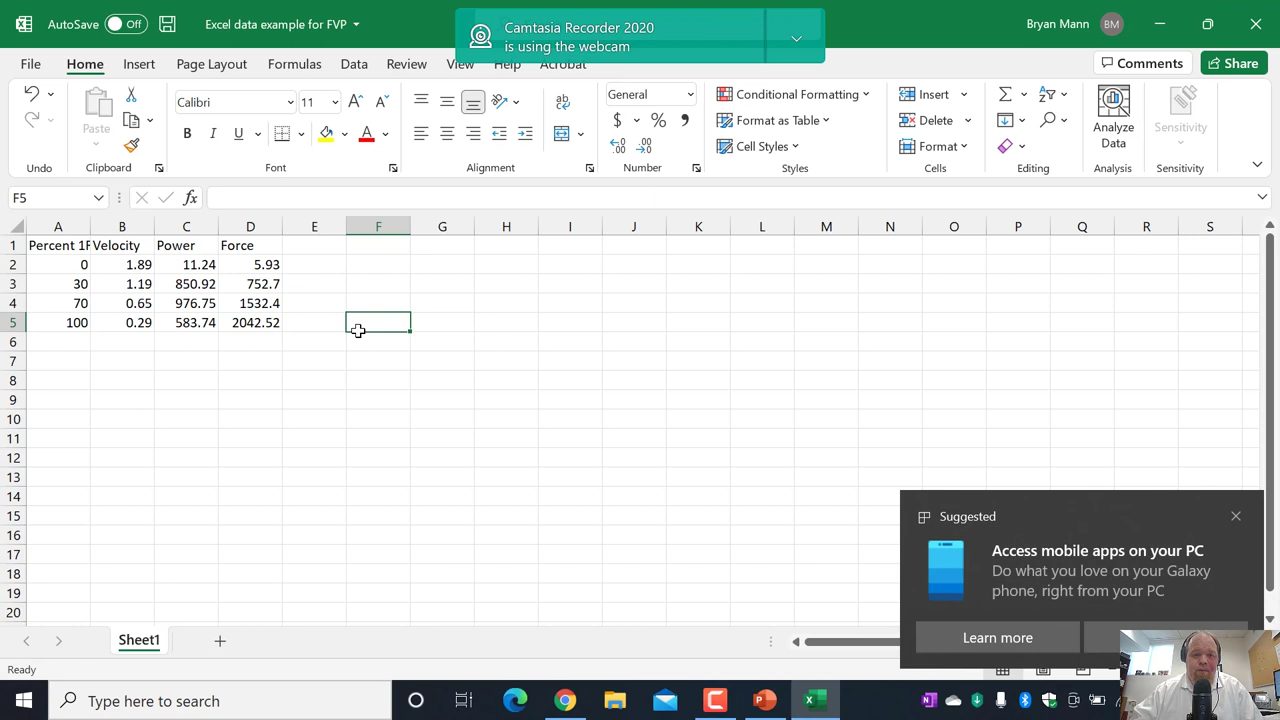 AutoSave Off Excel data example for FVP Bryan Mann BM
Camtasia Recorder 2020
is using the webcam
File Home Insert Page Layout Formulas Data Review View Help Acrobat Comments Share
Calibri 11 General Conditional Formatting Insert
Paste Format as Table Delete Analyze Data Sensitivity
B I U $ % , Cell Styles Format
Undo Clipboard Font Alignment Number Styles Cells Editing Analysis Sensitivity
F5 fx
A B C D E F G H I J K L M N O P Q R S
1 Percent 1F Velocity Power Force
2 0 1.89 11.24 5.93
3 30 1.19 850.92 752.7
4 70 0.65 976.75 1532.4
5 100 0.29 583.74 2042.52
6
7
8
9
10
11
12
13
14
15
16
17
18
19
20
Suggested
Access mobile apps on your PC
Do what you love on your Galaxy
phone, right from your PC
Learn more
Sheet1
Ready
Type here to search